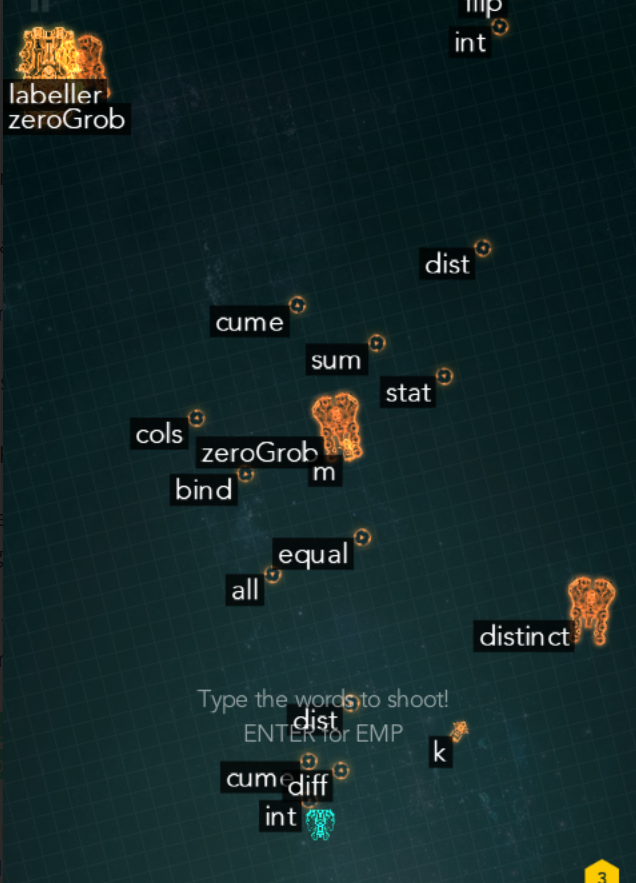 flip
int
labeller
zeroGrob
dist
cume
sum
stat
cols
zeroGrob
m
bind
equal
all
distinct
Type the words to shoot!
dist
ENTER for EMP
k
cume
diff
int
3